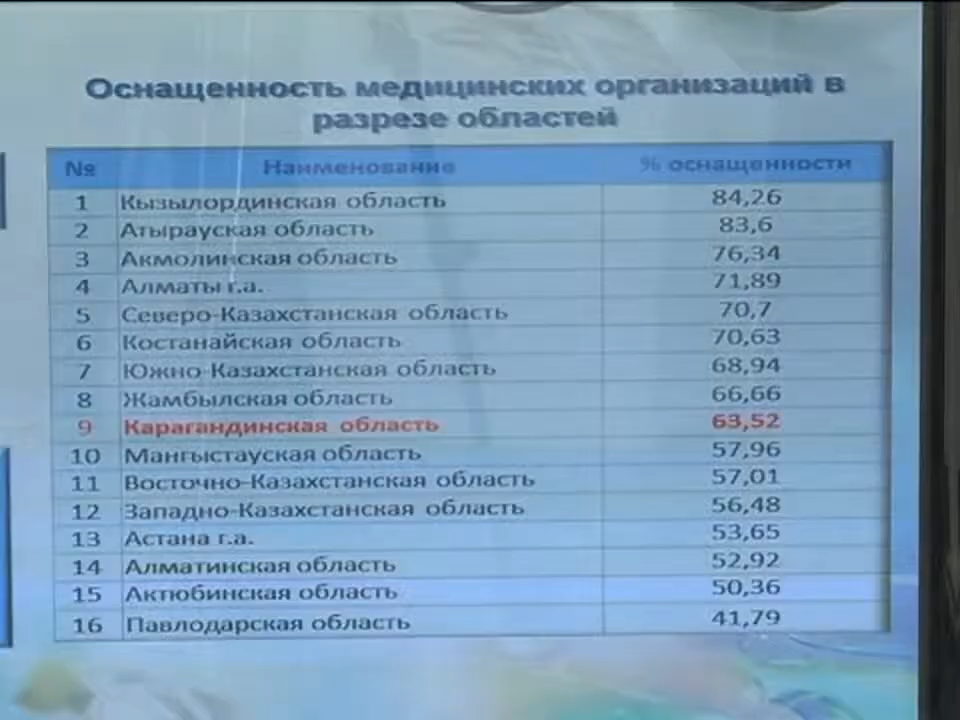 Оснащенность медицинских организаций в
разрезе областей
№ Наименование % оснащенности
1 Кызылординская область 84,26
2 Атырауская область 83,6
3 Акмолинская область 76,34
4 Алматы г.а. 71,89
5 Северо-Казахстанская область 70,7
6 Костанайская область 70,63
7 Южно-Казахстанская область 68,94
8 Жамбылская область 66,66
9 Карагандинская область 63,52
10 Мангыстауская область 57,96
11 Восточно-Казахстанская область 57,01
12 Западно-Казахстанская область 56,48
13 Астана г.а. 53,65
14 Алматинская область 52,92
15 Актюбинская область 50,36
16 Павлодарская область 41,79